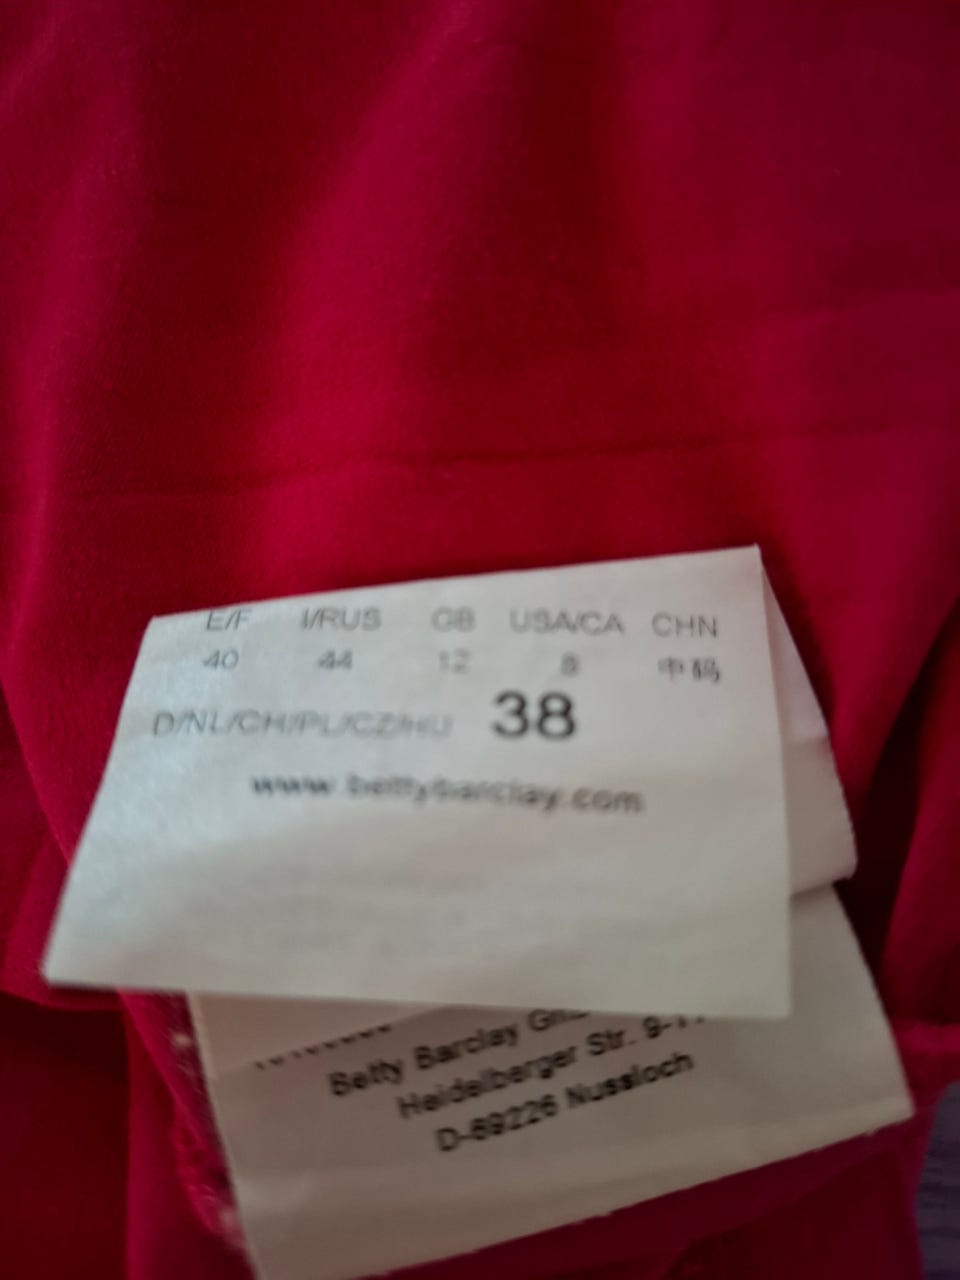 E/F I/RUS GB USA/CA CHN
40 44 12 8 中码
D/NL/CH/PL/CZ/HU 38
www.bettybarclay.com
Betty Barclay
Heidelberger Str.
D-69226 Nussloch